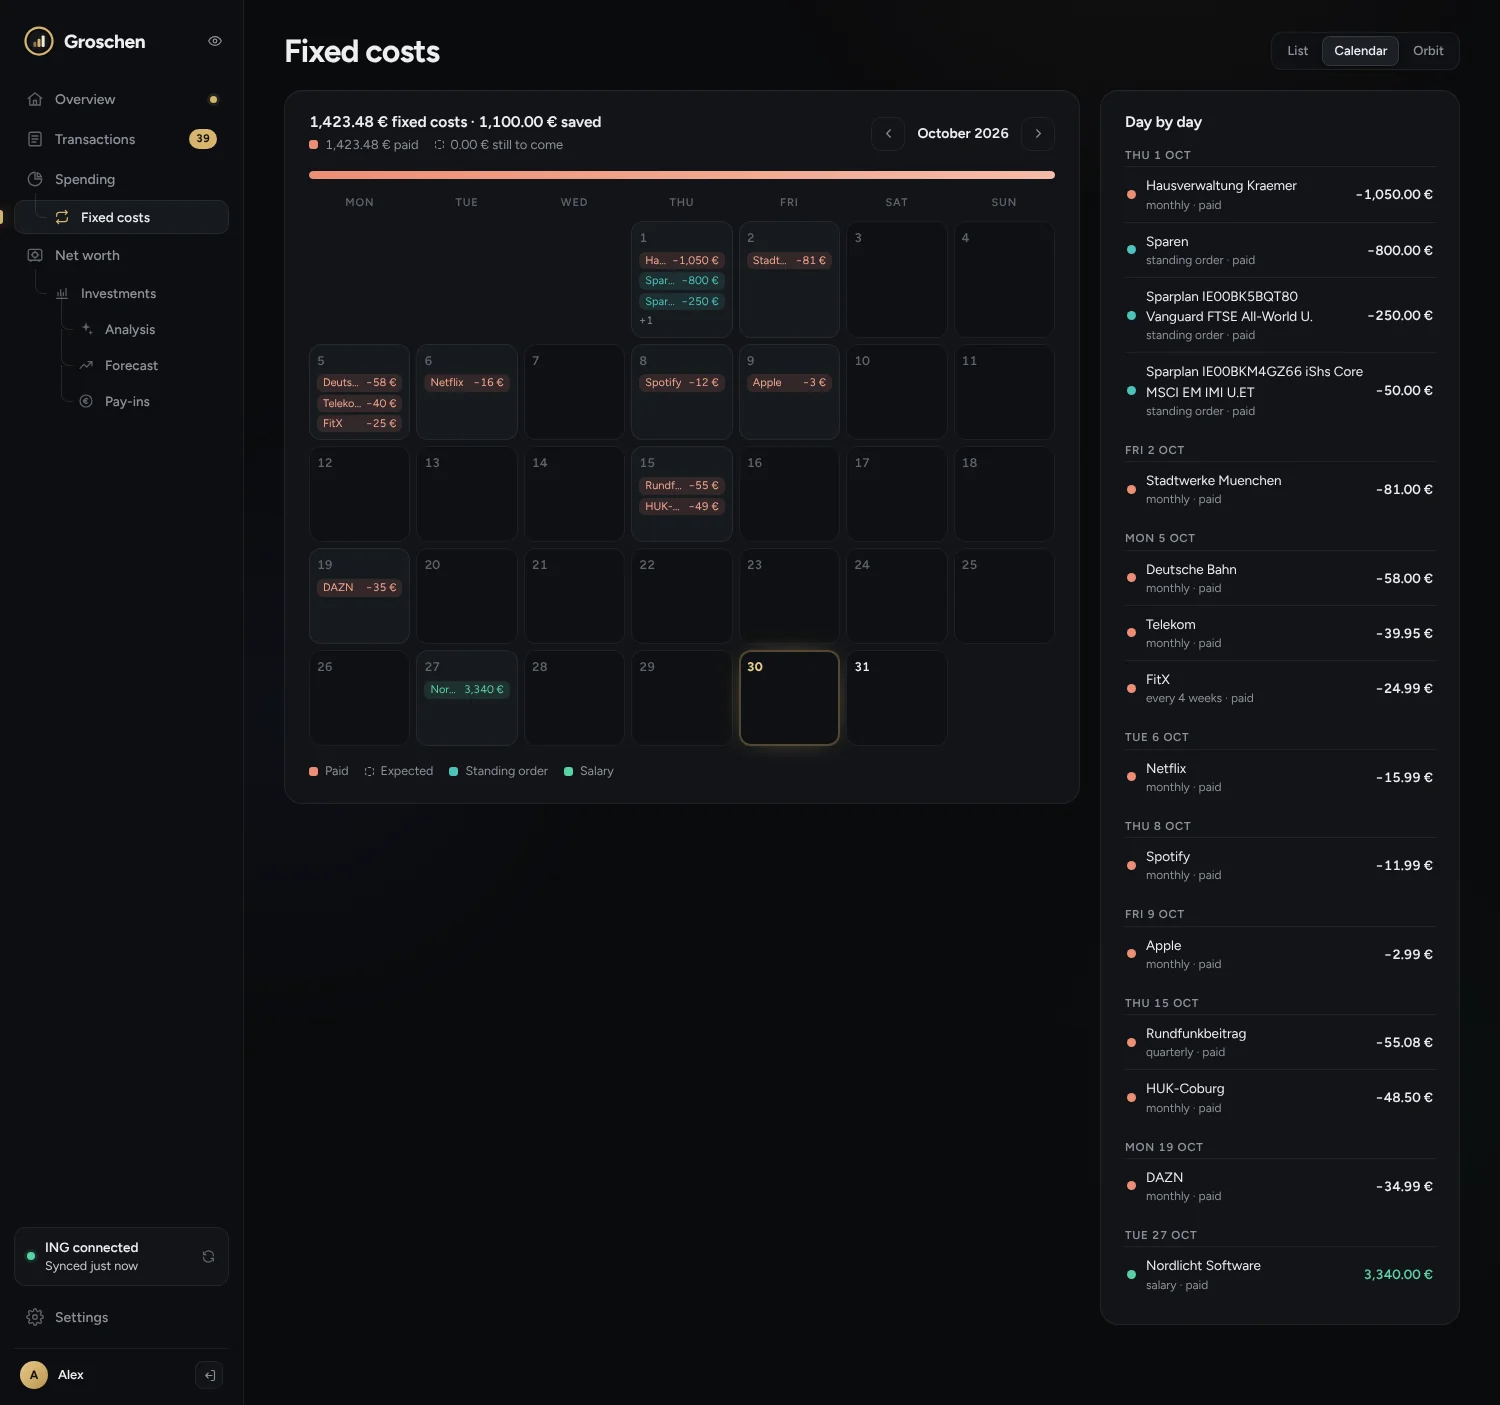 Groschen
Overview
Transactions 39
Spending
Fixed costs
Net worth
Investments
Analysis
Forecast
Pay-ins
ING connected
Synced just now
Settings
A Alex
Fixed costs
List Calendar Orbit
1,423.48 € fixed costs · 1,100.00 € saved
1,423.48 € paid 0.00 € still to come
October 2026
MON TUE WED THU FRI SAT SUN
1 2 3 4
Ha... -1,050 € Stadt... -81 €
Spar... -800 €
Spar... -250 €
+1
5 6 7 8 9 10 11
Deuts... -58 € Netflix -16 € Spotify -12 € Apple -3 €
Teleko... -40 €
FitX -25 €
12 13 14 15 16 17 18
Rundf... -55 €
HUK-... -49 €
19 20 21 22 23 24 25
DAZN -35 €
26 27 28 29 30 31
Nor... 3,340 €
Paid Expected Standing order Salary
Day by day
THU 1 OCT
Hausverwaltung Kraemer -1,050.00 €
monthly · paid
Sparen -800.00 €
standing order · paid
Sparplan IE00BK5BQT80
Vanguard FTSE All-World U. -250.00 €
standing order · paid
Sparplan IE00BKM4GZ66 iShs Core
MSCI EM IMI U.ET -50.00 €
standing order · paid
FRI 2 OCT
Stadtwerke Muenchen -81.00 €
monthly · paid
MON 5 OCT
Deutsche Bahn -58.00 €
monthly · paid
Telekom -39.95 €
monthly · paid
FitX -24.99 €
every 4 weeks · paid
TUE 6 OCT
Netflix -15.99 €
monthly · paid
THU 8 OCT
Spotify -11.99 €
monthly · paid
FRI 9 OCT
Apple -2.99 €
monthly · paid
THU 15 OCT
Rundfunkbeitrag -55.08 €
quarterly · paid
HUK-Coburg -48.50 €
monthly · paid
MON 19 OCT
DAZN -34.99 €
monthly · paid
TUE 27 OCT
Nordlicht Software 3,340.00 €
salary · paid